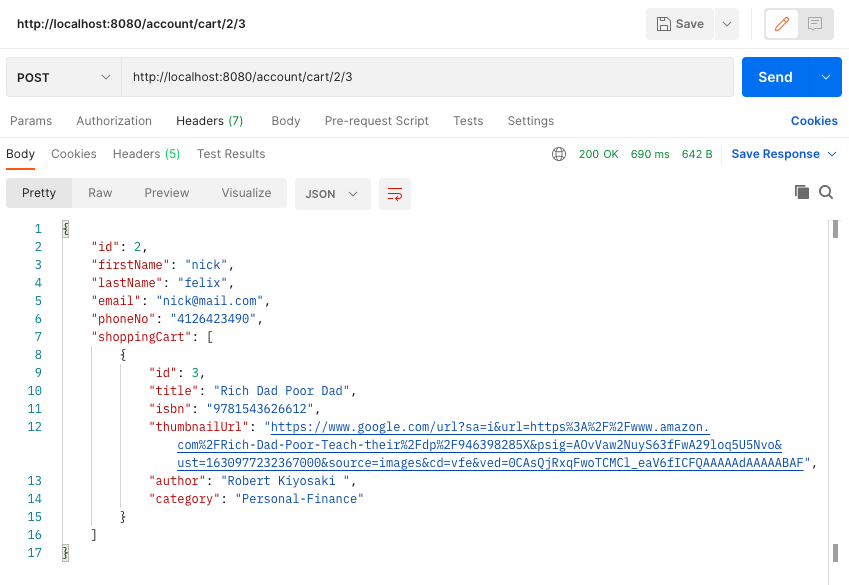 http://localhost:8080/account/cart/2/3 Save
POST http://localhost:8080/account/cart/2/3 Send
Params Authorization Headers (7) Body Pre-request Script Tests Settings Cookies
Body Cookies Headers (5) Test Results 200 OK 690 ms 642 B Save Response
Pretty Raw Preview Visualize JSON
1 {
2 "id": 2,
3 "firstName": "nick",
4 "lastName": "felix",
5 "email": "nick@mail.com",
6 "phoneNo": "4126423490",
7 "shoppingCart": [
8 {
9 "id": 3,
10 "title": "Rich Dad Poor Dad",
11 "isbn": "9781543626612",
12 "thumbnailUrl": "https://www.google.com/url?sa=i&url=https%3A%2F%2Fwww.amazon.
com%2FRich-Dad-Poor-Teach-their%2Fdp%2F946398285X&psig=AOvVaw2NuyS63fFwA29loq5U5Nvo&
ust=1630977232367000&source=images&cd=vfe&ved=0CAsQjRxqFwoTCMCl_eaV6fICFQAAAAAdAAAAABAF",
13 "author": "Robert Kiyosaki ",
14 "category": "Personal-Finance"
15 }
16 ]
17 }